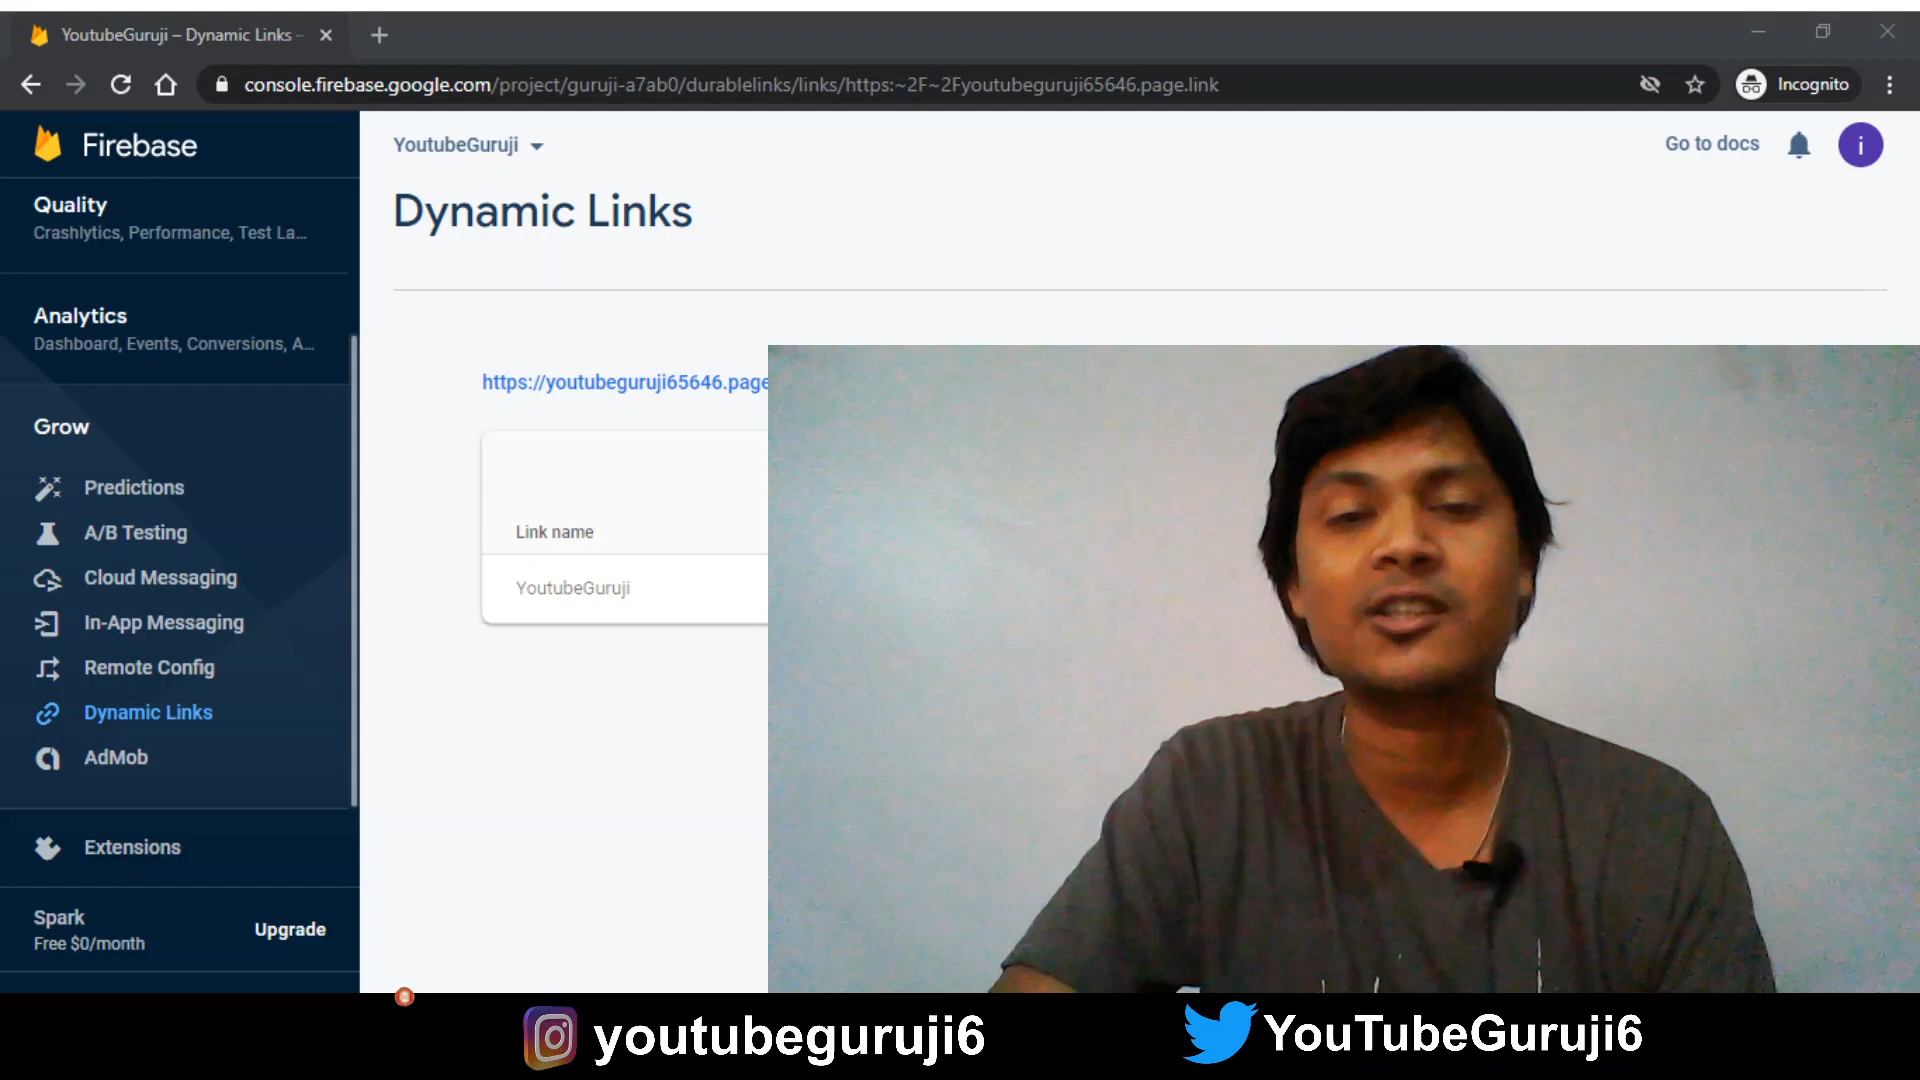 YoutubeGuruji – Dynamic Links –
console.firebase.google.com/project/guruji-a7ab0/durablelinks/links/https:~2F~2Fyoutubeguruji65646.page.link
Incognito
Firebase
YoutubeGuruji
Go to docs
i
Dynamic Links
Quality
Crashlytics, Performance, Test La...
Analytics
Dashboard, Events, Conversions, A...
https://youtubeguruji65646.page
Grow
Link name
YoutubeGuruji
Predictions
A/B Testing
Cloud Messaging
In-App Messaging
Remote Config
Dynamic Links
AdMob
Extensions
Spark
Free $0/month
Upgrade
youtubeguruji6
YouTubeGuruji6